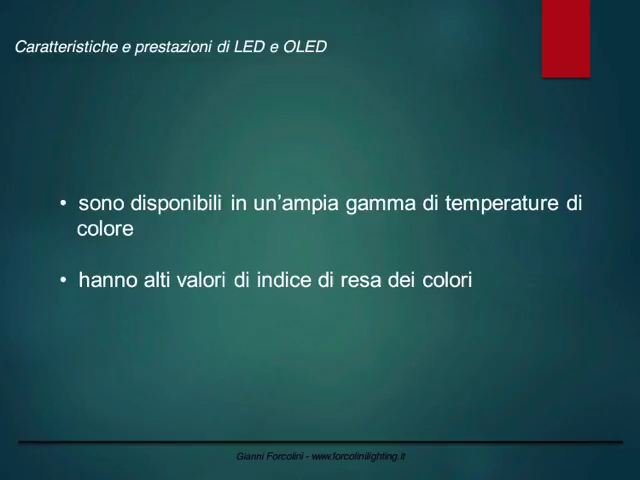 Caratteristiche e prestazioni di LED e OLED
• sono disponibili in un’ampia gamma di temperature di
colore
• hanno alti valori di indice di resa dei colori
Gianni Forcolini - www.forcolinilighting.it